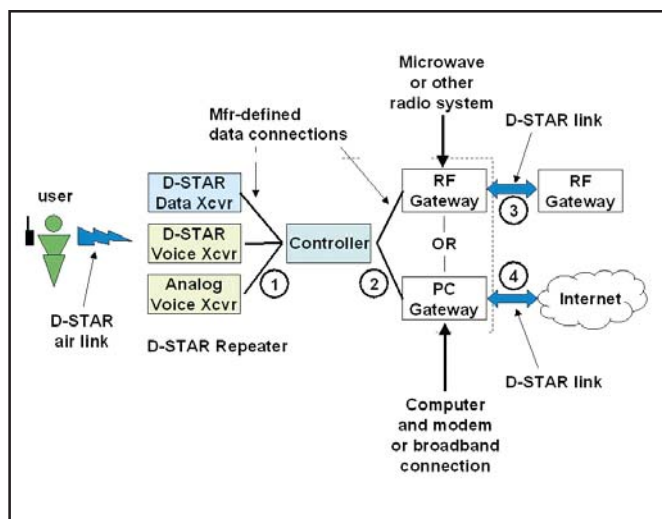 Microwave
or other
radio system
Mfr-defined
data connections
D-STAR link
user
D-STAR
Data Xcvr
RF
Gateway
RF
Gateway
3
D-STAR
Voice Xcvr
Controller
OR
Analog
Voice Xcvr
1
2
PC
Gateway
4
Internet
D-STAR
air link
D-STAR Repeater
D-STAR link
Computer
and modem
or broadband
connection